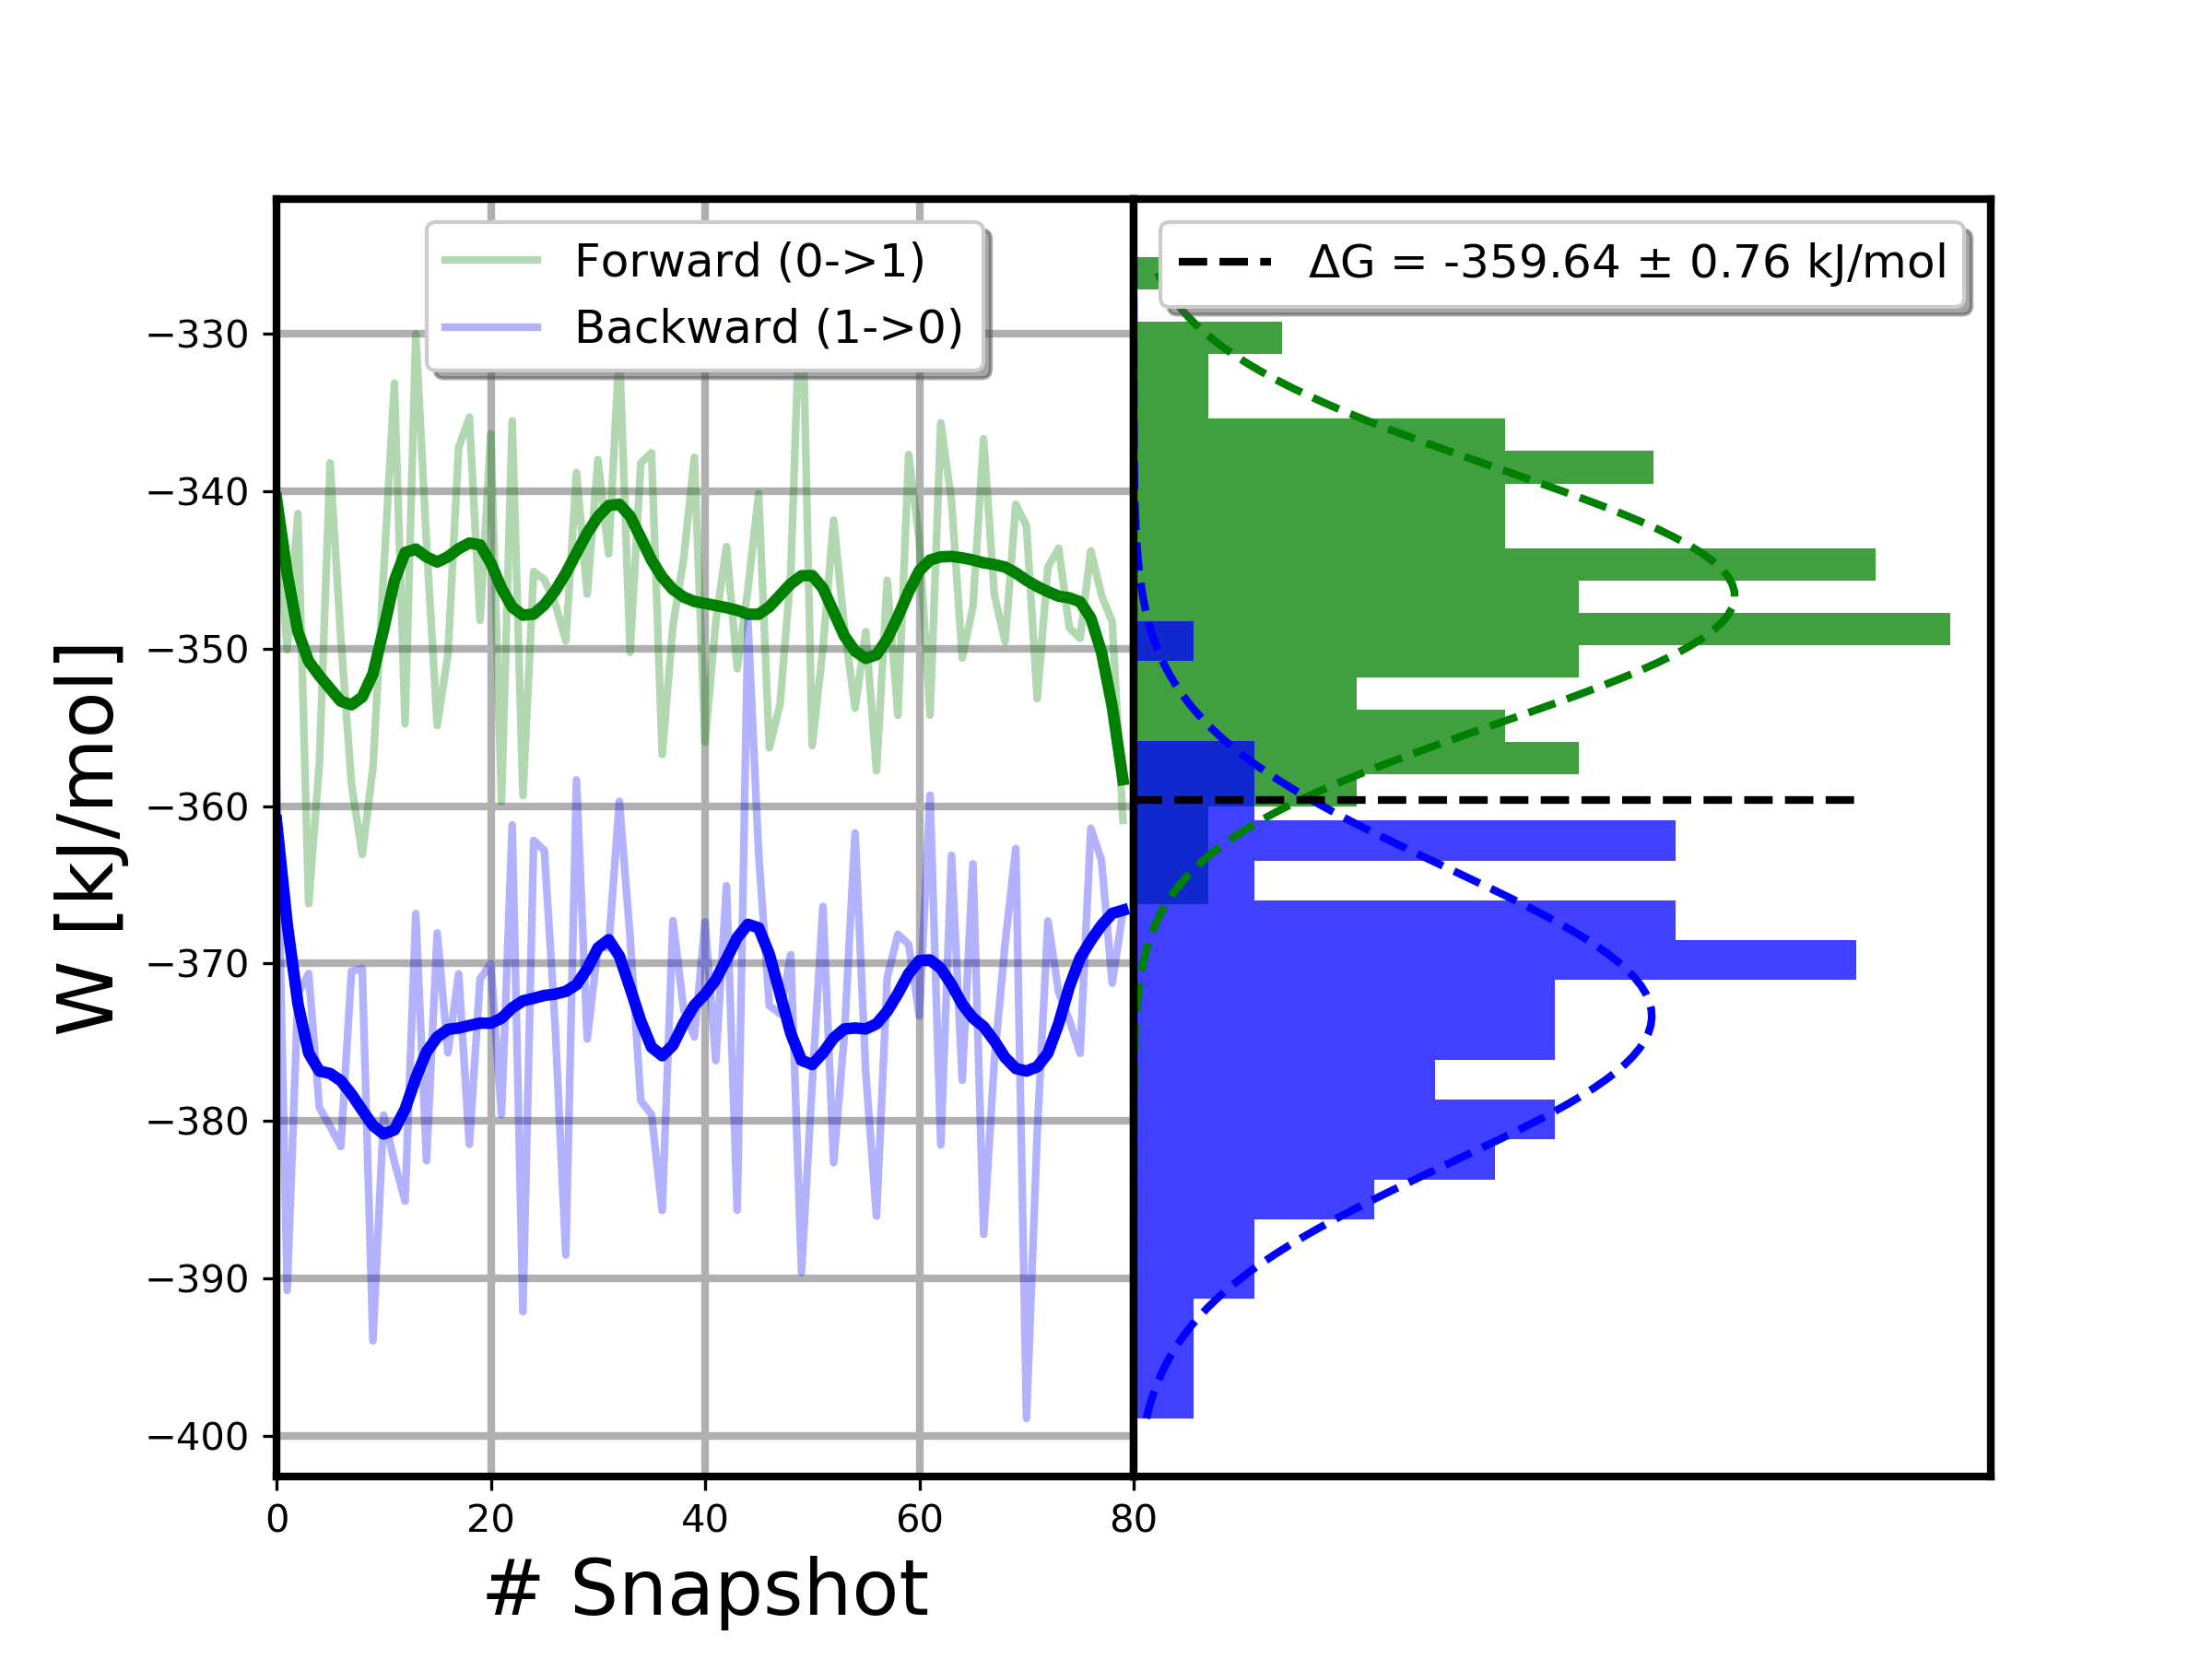 Forward (0->1)
Backward (1->0)
ΔG = -359.64 ± 0.76 kJ/mol
−330
−340
−350
−360
−370
−380
−390
−400
W [kJ/mol]
0 20 40 60 80
# Snapshot